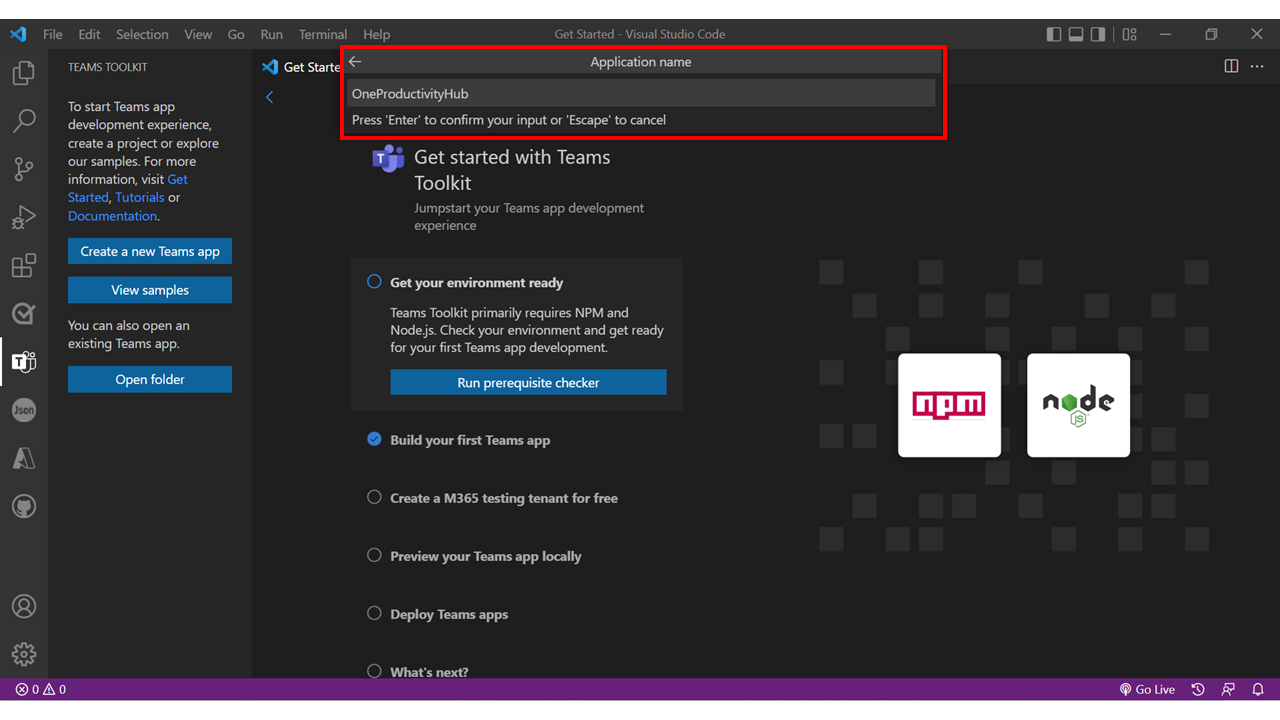 File Edit Selection View Go Run Terminal Help
Get Started - Visual Studio Code
TEAMS TOOLKIT
To start Teams app
development experience,
create a project or explore
our samples. For more
information, visit Get
Started, Tutorials or
Documentation.
Create a new Teams app
View samples
You can also open an
existing Teams app.
Open folder
Json
Get Starte
Application name
OneProductivityHub
Press 'Enter' to confirm your input or 'Escape' to cancel
T
Get started with Teams
Toolkit
Jumpstart your Teams app development
experience
Get your environment ready
Teams Toolkit primarily requires NPM and
Node.js. Check your environment and get ready
for your first Teams app development.
Run prerequisite checker
Build your first Teams app
Create a M365 testing tenant for free
Preview your Teams app locally
Deploy Teams apps
What's next?
npm
node
JS
0 0
Go Live